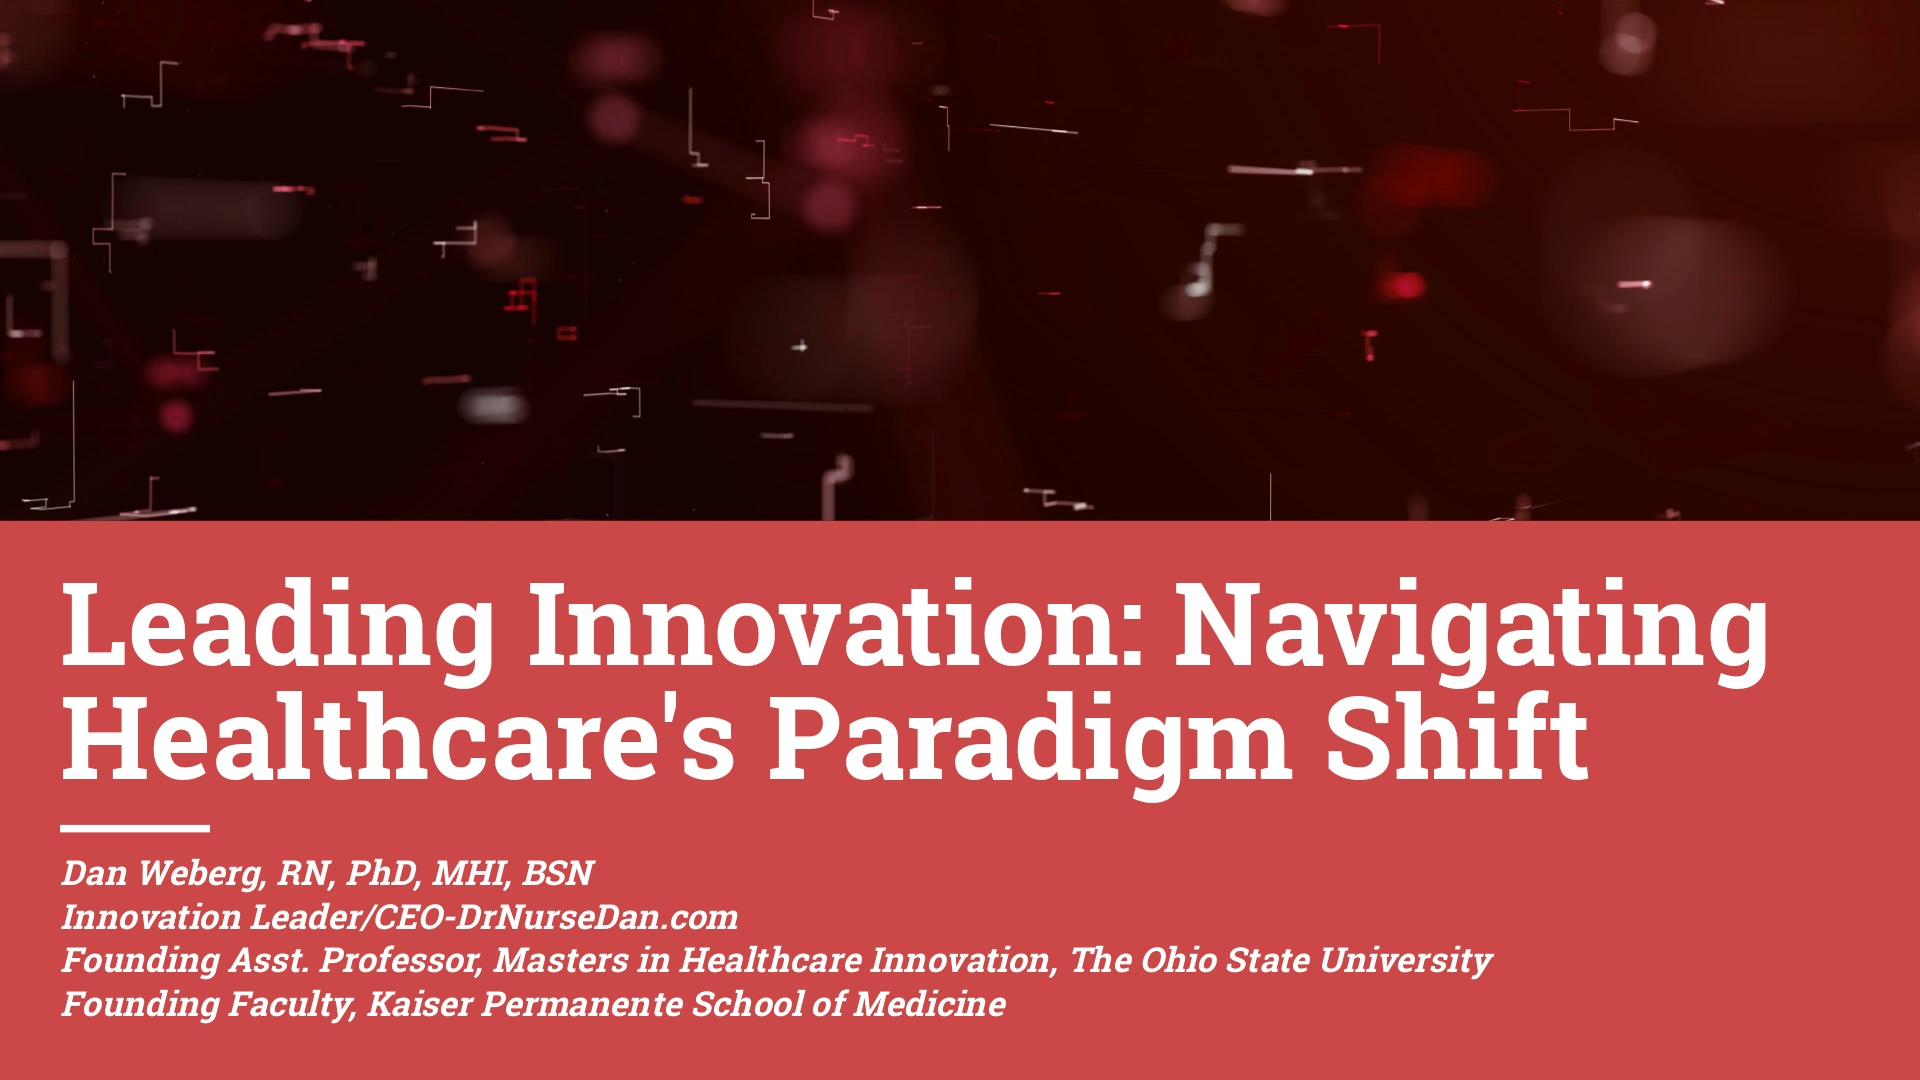 Leading Innovation: Navigating
Healthcare's Paradigm Shift
Dan Weberg, RN, PhD, MHI, BSN
Innovation Leader/CEO-DrNurseDan.com
Founding Asst. Professor, Masters in Healthcare Innovation, The Ohio State University
Founding Faculty, Kaiser Permanente School of Medicine